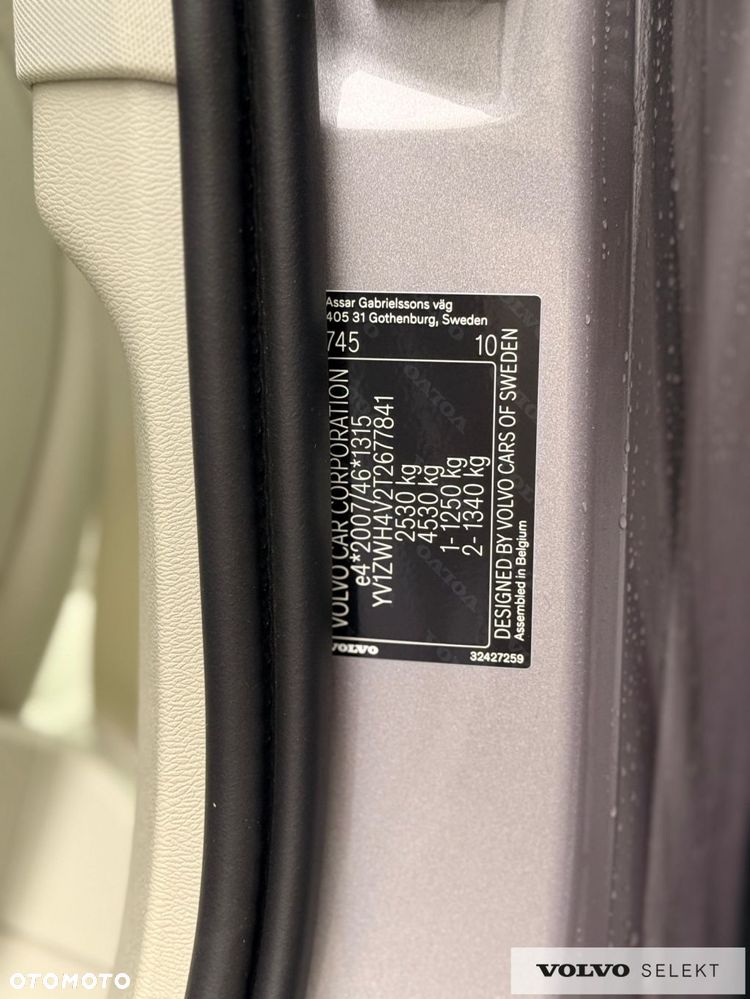 Assar Gabrielssons väg
405 31 Gothenburg, Sweden
745 10
VOLVO CAR CORPORATION
e4*2007/46*1315
YV1ZWH4V2T2677841
2530 kg
4530 kg
1- 1250 kg
2- 1340 kg
DESIGNED BY VOLVO CARS OF SWEDEN
Assembled in Belgium
VOLVO
32427259
OTOMOTO
VOLVO SELEKT